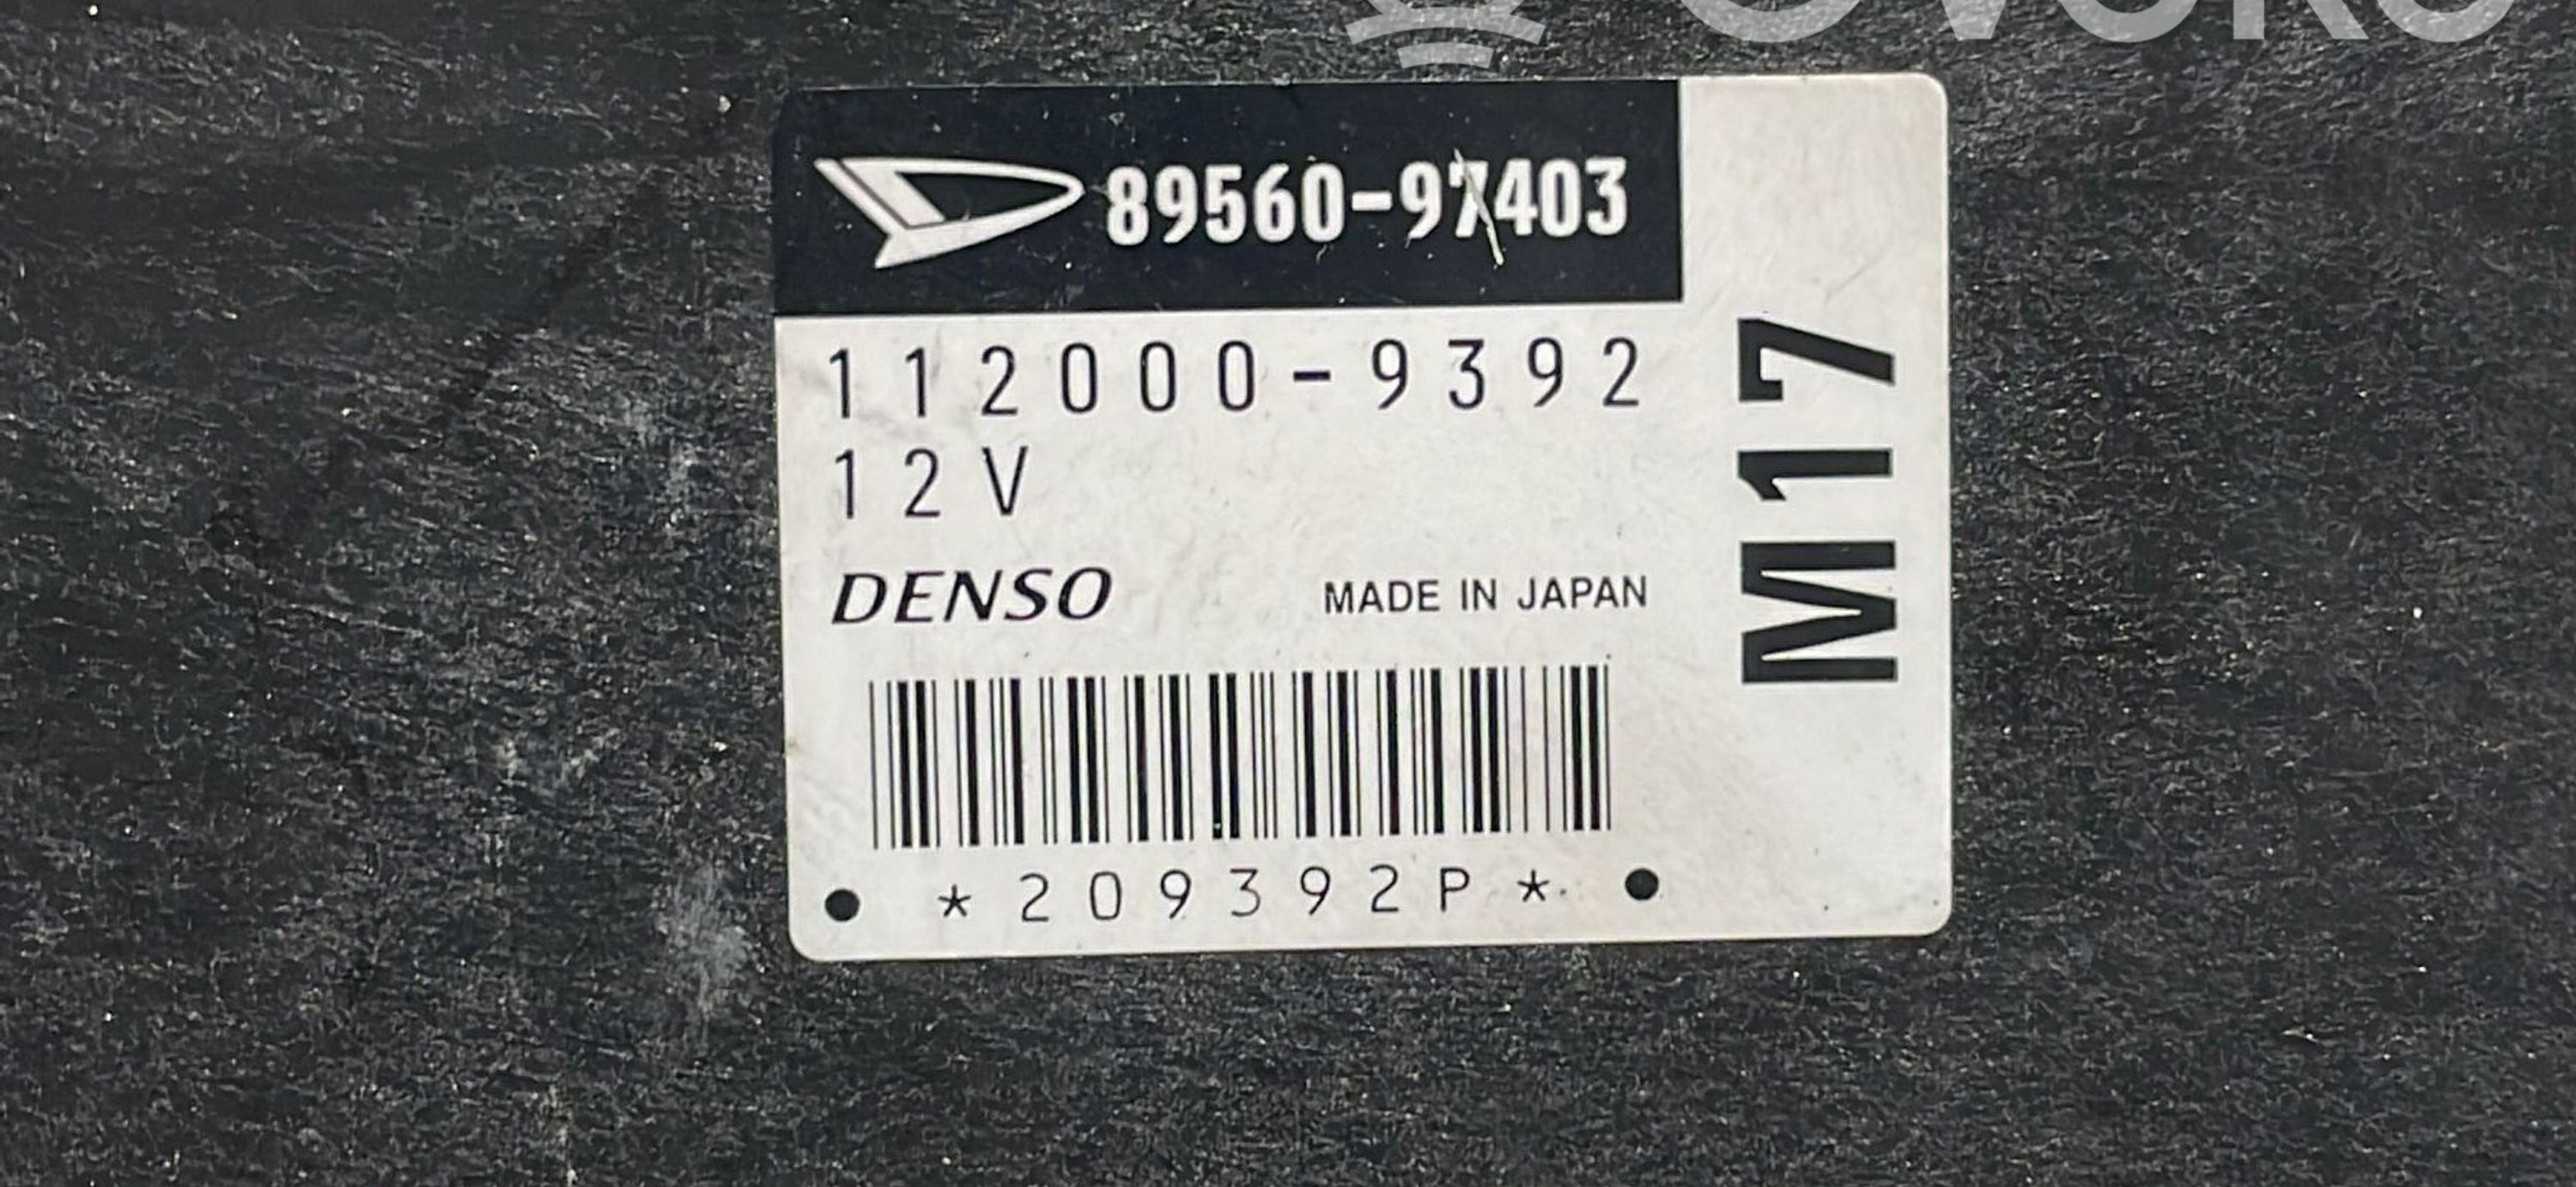 89560-97403
112000-9392
12V
DENSO MADE IN JAPAN
*209392P*
M17